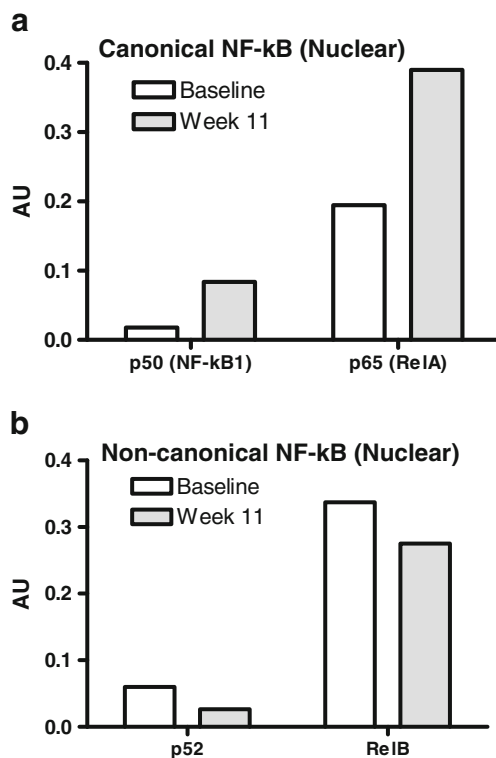 a
Canonical NF-kB (Nuclear)
0.4
Baseline
Week 11
0.3
AU
0.2
0.1
0.0
p50 (NF-kB1)
p65 (RelA)
b
Non-canonical NF-kB (Nuclear)
0.4
Baseline
Week 11
0.3
AU
0.2
0.1
0.0
p52
RelB